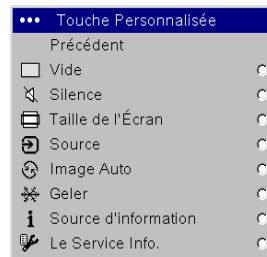 Touche Personnalisée
Précédent
Vide
Silence
Taille de l'Écran
Source
Image Auto
Geler
Source d'information
Le Service Info.